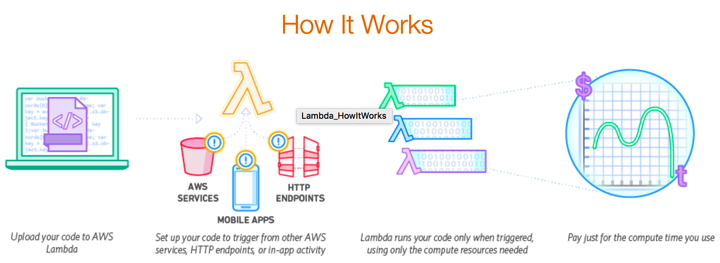 How It Works
Lambda_HowItWorks
AWS
SERVICES
MOBILE APPS
HTTP
ENDPOINTS
$
t
Upload your code to AWS
Lambda
Set up your code to trigger from other AWS
services, HTTP endpoints, or in-app activity
Lambda runs your code only when triggered,
using only the compute resources needed
Pay just for the compute time you use